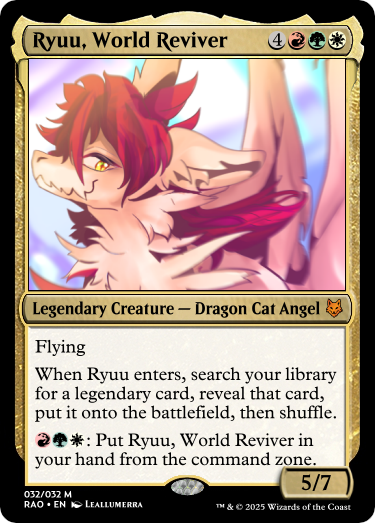 Ryuu, World Reviver 4
Legendary Creature — Dragon Cat Angel
Flying
When Ryuu enters, search your library
for a legendary card, reveal that card,
put it onto the battlefield, then shuffle.
: Put Ryuu, World Reviver in
your hand from the command zone.
5/7
032/032 M
RAO • EN Leallumerra
™ & © 2025 Wizards of the Coast